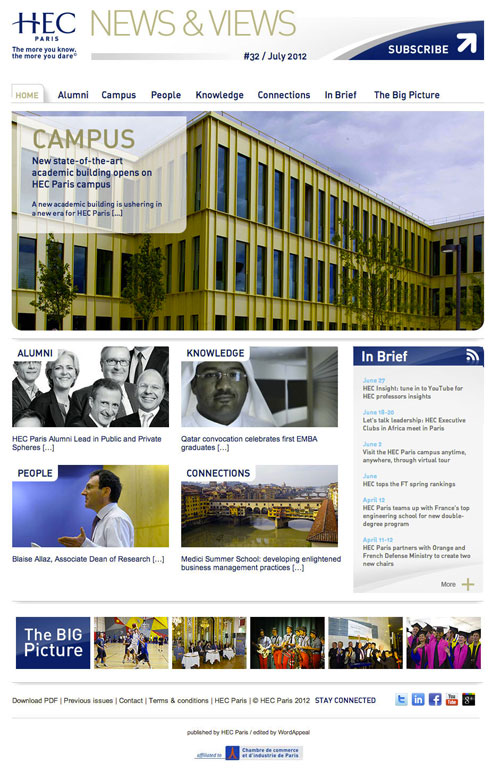 HEC
PARIS
The more you know,
the more you dare®
NEWS & VIEWS
#32 / July 2012
SUBSCRIBE
HOME
Alumni
Campus
People
Knowledge
Connections
In Brief
The Big Picture
CAMPUS
New state-of-the-art
academic building opens on
HEC Paris campus
A new academic building is ushering in
a new era for HEC Paris [...]
ALUMNI
HEC Paris Alumni Lead in Public and Private
Spheres [...]
KNOWLEDGE
Qatar convocation celebrates first EMBA
graduates [...]
PEOPLE
Blaise Allaz, Associate Dean of Research [...]
CONNECTIONS
Medici Summer School: developing enlightened
business management practices [...]
In Brief
June 27
HEC Insight: tune in to YouTube for
HEC professors insights
June 18-20
Let's talk leadership: HEC Executive
Clubs in Africa meet in Paris
June 5
Visit the HEC Paris campus anytime,
anywhere, through virtual tour
June
HEC tops the FT spring rankings
April 12
HEC Paris teams up with France's top
engineering school for new double-
degree program
April 11-12
HEC Paris partners with Orange and
French Defense Ministry to create two
new chairs
More
The BIG
Picture
Download PDF | Previous issues | Contact | Terms & conditions | HEC Paris | © HEC Paris 2012 STAY CONNECTED
You
Tube
published by HEC Paris / edited by WordAppeal
affiliated to
Chambre de commerce
et d'industrie de Paris